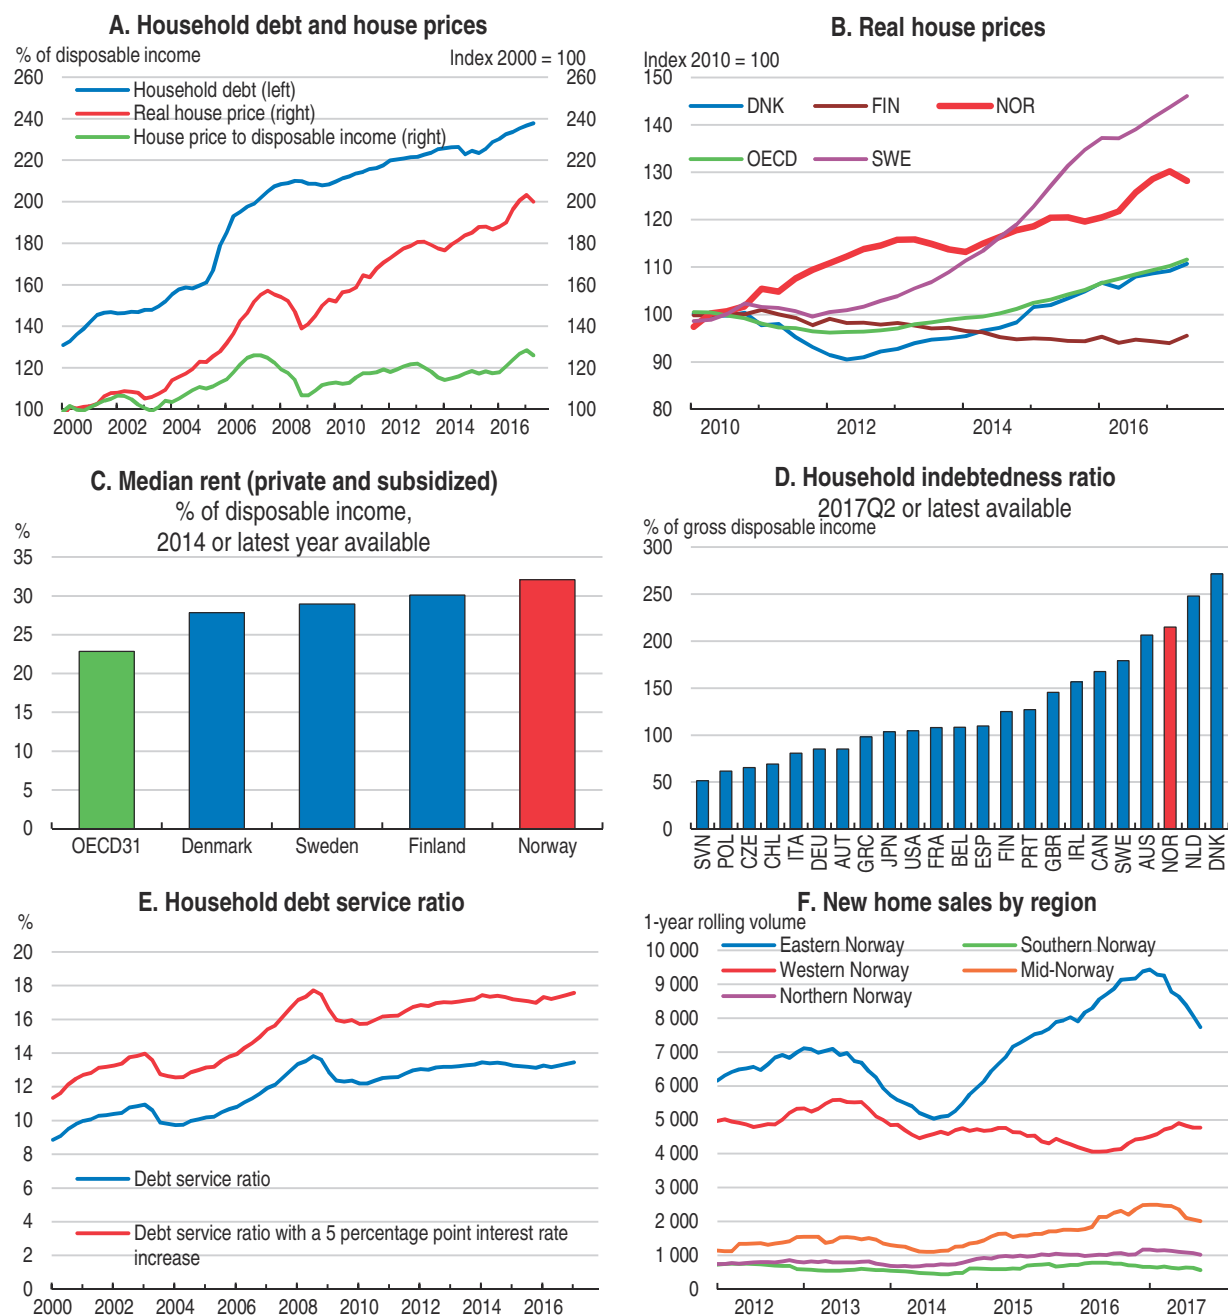 A. Household debt and house prices
% of disposable income
Index 2000 = 100
260
240
220
200
180
160
140
120
100
260
240
220
200
180
160
140
120
100
Household debt (left)
Real house price (right)
House price to disposable income (right)
2000 2002 2004 2006 2008 2010 2012 2014 2016
B. Real house prices
Index 2010 = 100
150
140
130
120
110
100
90
80
DNK FIN NOR
OECD SWE
2010 2012 2014 2016
C. Median rent (private and subsidized)
% of disposable income,
2014 or latest year available
%
35
30
25
20
15
10
5
0
OECD31 Denmark Sweden Finland Norway
D. Household indebtedness ratio
2017Q2 or latest available
% of gross disposable income
300
250
200
150
100
50
0
SVN POL CZE CHL ITA DEU AUT GRC JPN USA FRA BEL ESP FIN PRT GBR IRL CAN SWE AUS NOR NLD DNK
E. Household debt service ratio
%
20
18
16
14
12
10
8
6
4
2
0
Debt service ratio
Debt service ratio with a 5 percentage point interest rate
increase
2000 2002 2004 2006 2008 2010 2012 2014 2016
F. New home sales by region
1-year rolling volume
10 000
9 000
8 000
7 000
6 000
5 000
4 000
3 000
2 000
1 000
0
Eastern Norway Southern Norway
Western Norway Mid-Norway
Northern Norway
2012 2013 2014 2015 2016 2017